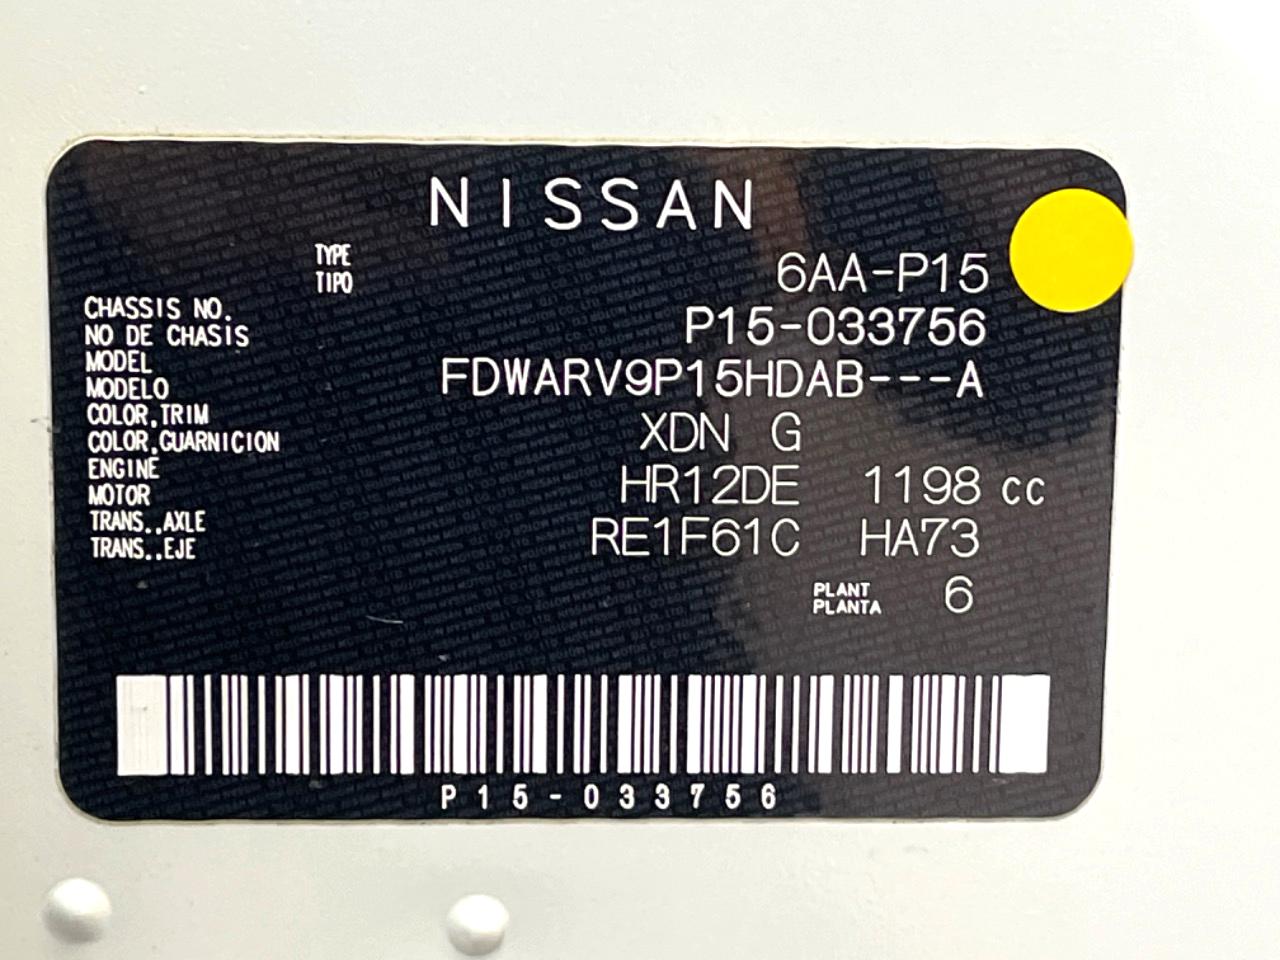 NISSAN
TYPE
TIPO
6AA-P15
CHASSIS NO.
NO DE CHASIS
P15-033756
MODEL
MODELO
FDWARV9P15HDAB---A
COLOR,TRIM
COLOR,GUARNICION
XDN G
ENGINE
MOTOR
HR12DE 1198 cc
TRANS.,AXLE
TRANS.,EJE
RE1F61C HA73
PLANT
PLANTA
6
P15-033756